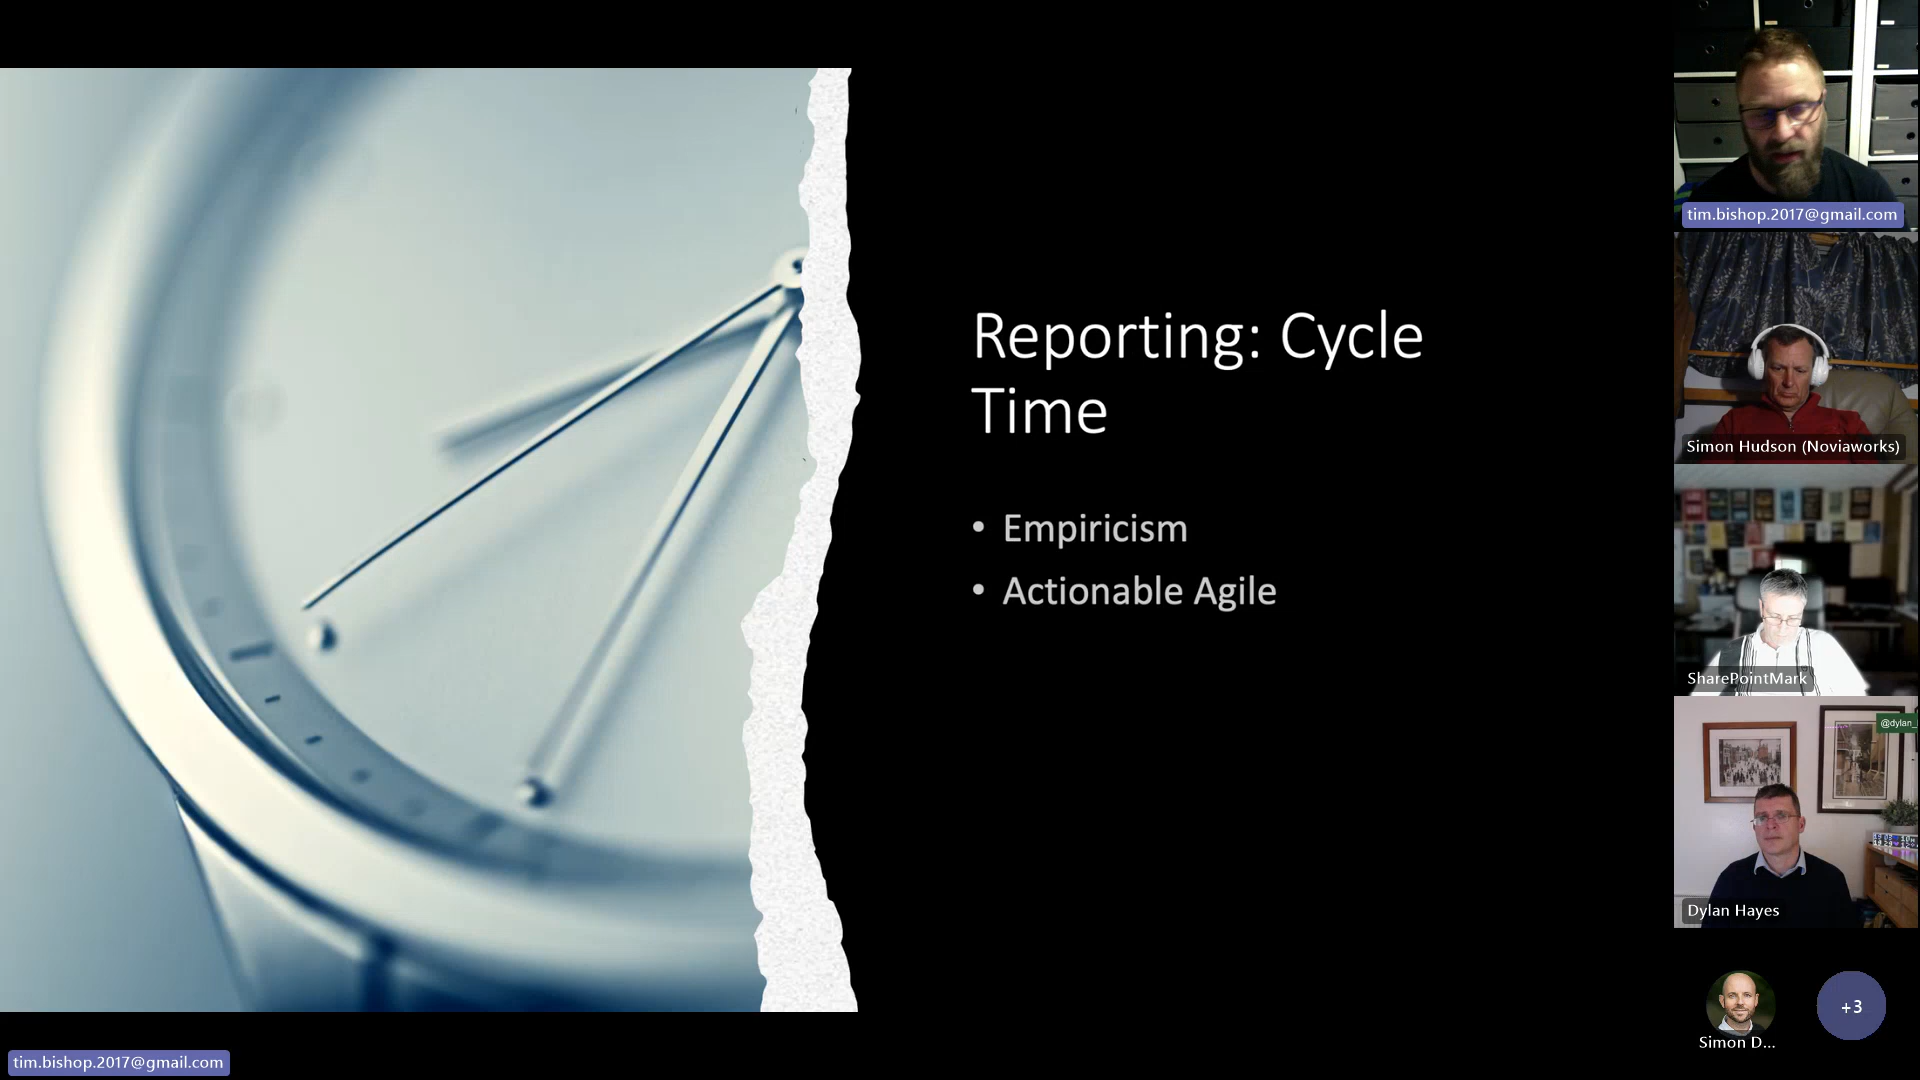 Reporting: Cycle
Time
• Empiricism
• Actionable Agile
tim.bishop.2017@gmail.com
Simon Hudson (Noviaworks)
SharePointMark
@dylan_
Dylan Hayes
Simon D...
+3
tim.bishop.2017@gmail.com